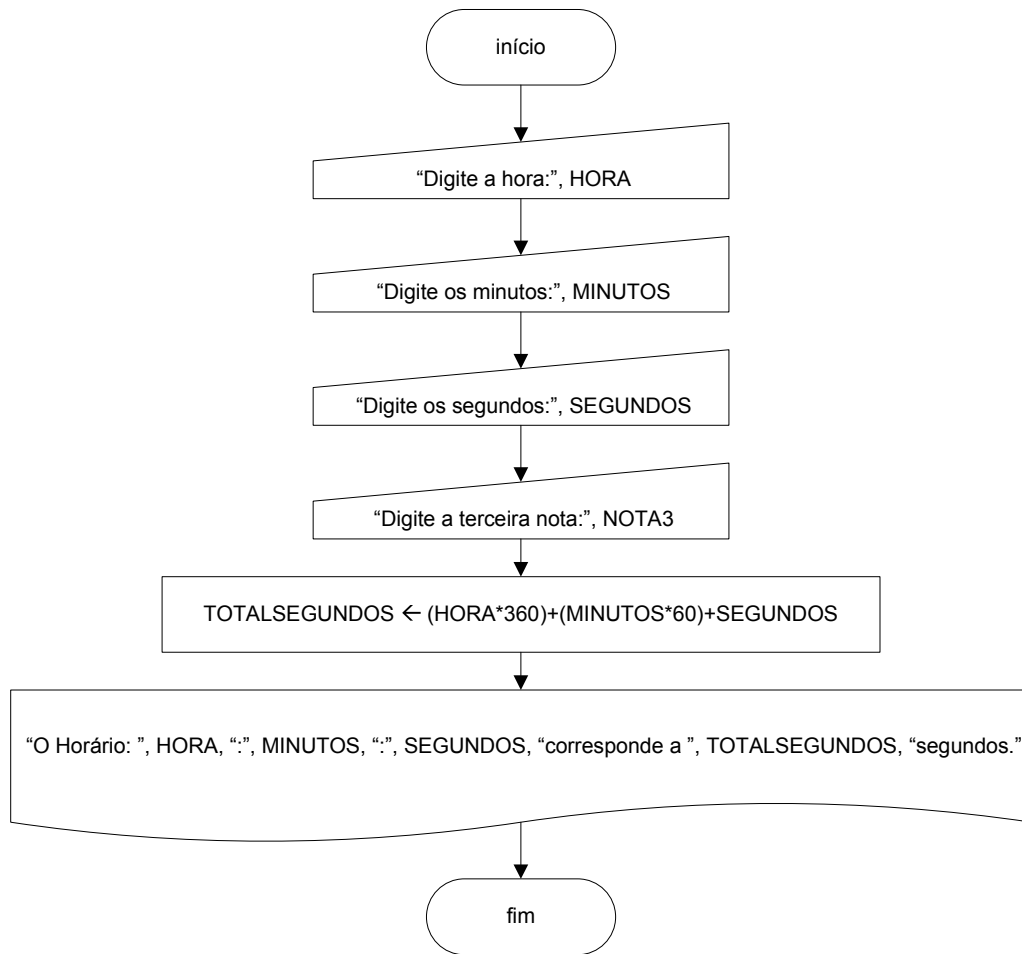 início
“Digite a hora:”, HORA
“Digite os minutos:”, MINUTOS
“Digite os segundos:”, SEGUNDOS
“Digite a terceira nota:”, NOTA3
TOTALSEGUNDOS ← (HORA*360)+(MINUTOS*60)+SEGUNDOS
“O Horário: ”, HORA, “:”, MINUTOS, “:”, SEGUNDOS, “corresponde a ”, TOTALSEGUNDOS, “segundos.”
fim